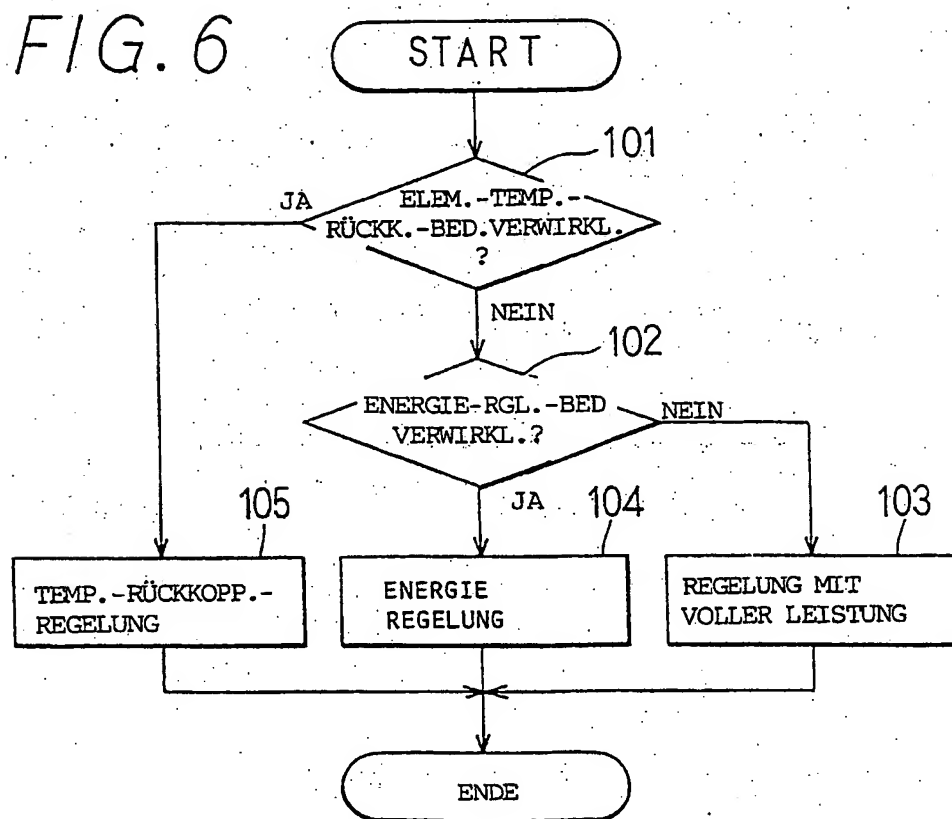 FIG. 6
START
101
JA
ELEM.-TEMP.-
RÜCKK.-BED.VERWIRKL.
?
NEIN
102
ENERGIE-RGL.-BED
VERWIRKL.?
NEIN
JA
105
104
103
TEMP.-RÜCKKOPP.-
REGELUNG
ENERGIE
REGELUNG
REGELUNG MIT
VOLLER LEISTUNG
ENDE